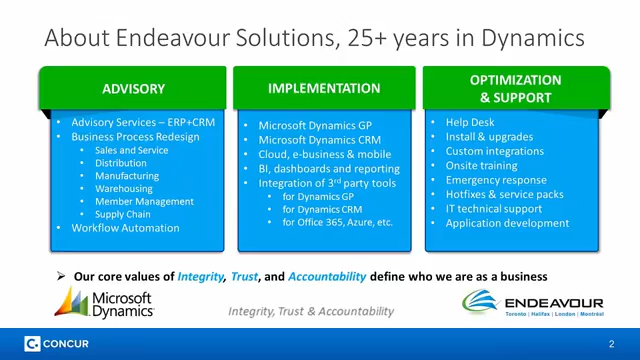 About Endeavour Solutions, 25+ years in Dynamics
ADVISORY
• Advisory Services – ERP+CRM
• Business Process Redesign
• Sales and Service
• Distribution
• Manufacturing
• Warehousing
• Member Management
• Supply Chain
• Workflow Automation
IMPLEMENTATION
• Microsoft Dynamics GP
• Microsoft Dynamics CRM
• Cloud, e-business & mobile
• BI, dashboards and reporting
• Integration of 3rd party tools
• for Dynamics GP
• for Dynamics CRM
• for Office 365, Azure, etc.
OPTIMIZATION
& SUPPORT
• Help Desk
• Install & upgrades
• Custom integrations
• Onsite training
• Emergency response
• Hotfixes & service packs
• IT technical support
• Application development
➢ Our core values of Integrity, Trust, and Accountability define who we are as a business
Microsoft
Dynamics
Integrity, Trust & Accountability
ENDEAVOUR
Toronto | Halifax | London | Montréal
C. CONCUR
2